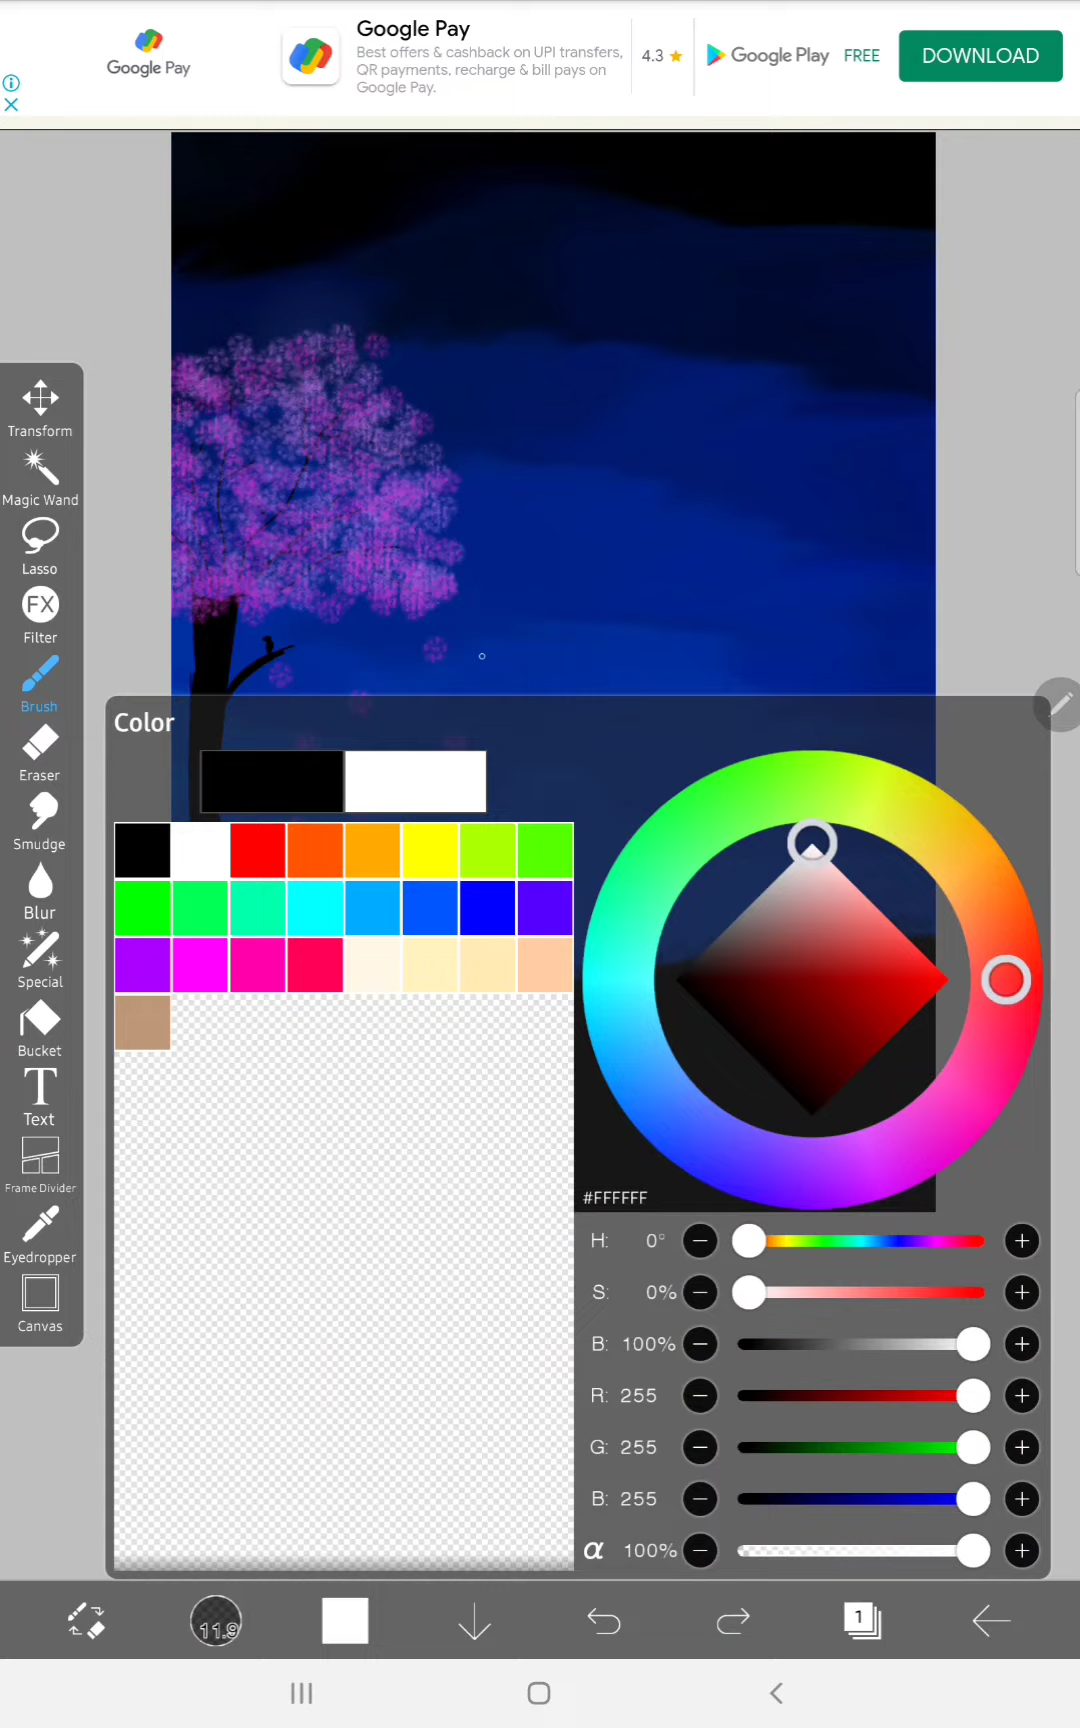 Google Pay
Google Pay
Best offers & cashback on UPI transfers,
QR payments, recharge & bill pays on
Google Pay.
4.3
Google Play
FREE
DOWNLOAD
Transform
Magic Wand
Lasso
FX
Filter
Brush
Eraser
Smudge
Blur
Special
Bucket
T
Text
Frame Divider
Eyedropper
Canvas
Color
#FFFFFF
H: 0°
S: 0%
B: 100%
R: 255
G: 255
B: 255
α 100%
11.9
1